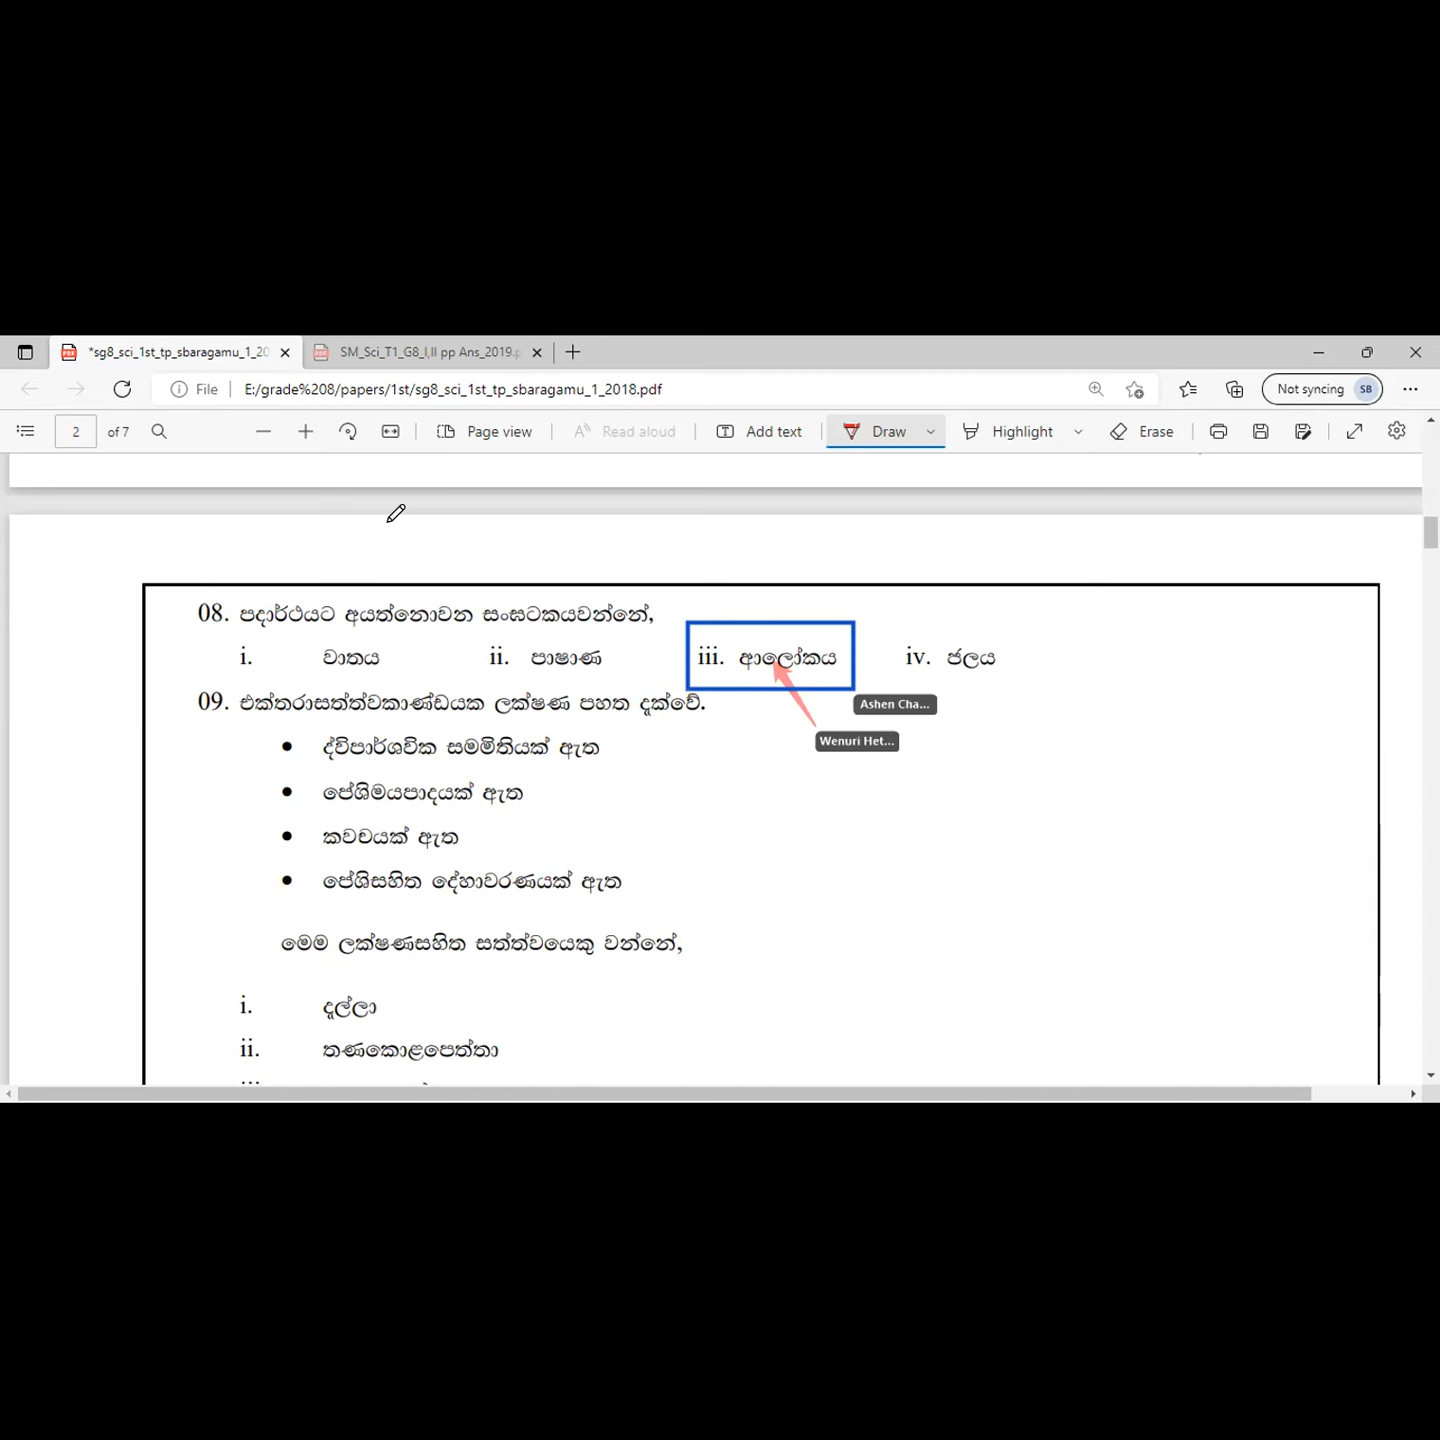 *sg8_sci_1st_tp_sbaragamu_1_20
SM_Sci_T1_G8_I,II pp Ans_2019.p
File E:/grade%208/papers/1st/sg8_sci_1st_tp_sbaragamu_1_2018.pdf Not syncing SB
2 of 7 Page view Read aloud Add text Draw Highlight Erase
08. පදාර්ථයට අයත්නොවන සංඝටකයවන්නේ,
i. වාතය ii. පාෂාණ iii. ආලෝකය iv. ජලය
09. එක්තරාසත්ත්වකාණ්ඩයක ලක්ෂණ පහත දැක්වේ.
Ashen Cha...
Wenuri Het...
• ද්විපාර්ශවික සමමිතියක් ඇත
• පේශිමයපාදයක් ඇත
• කවචයක් ඇත
• පේශිසහිත දේහාවරණයක් ඇත
මෙම ලක්ෂණසහිත සත්ත්වයෙකු වන්නේ,
i. දැල්ලා
ii. තණකොළපෙත්තා